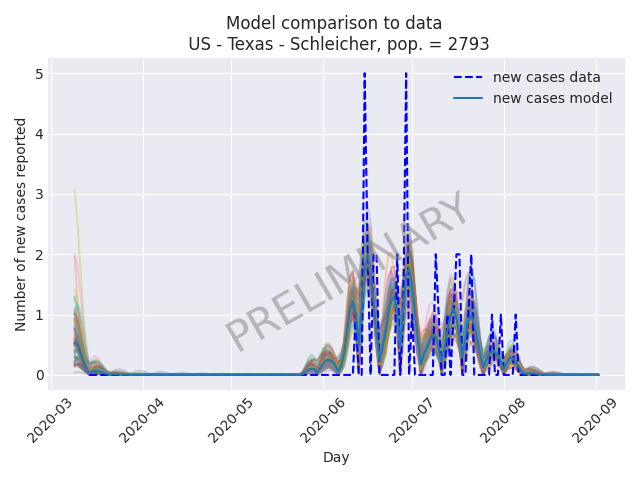 Model comparison to data
US - Texas - Schleicher, pop. = 2793
new cases data
new cases model
PRELIMINARY
Number of new cases reported
5
4
3
2
1
0
2020-03
2020-04
2020-05
2020-06
2020-07
2020-08
2020-09
Day